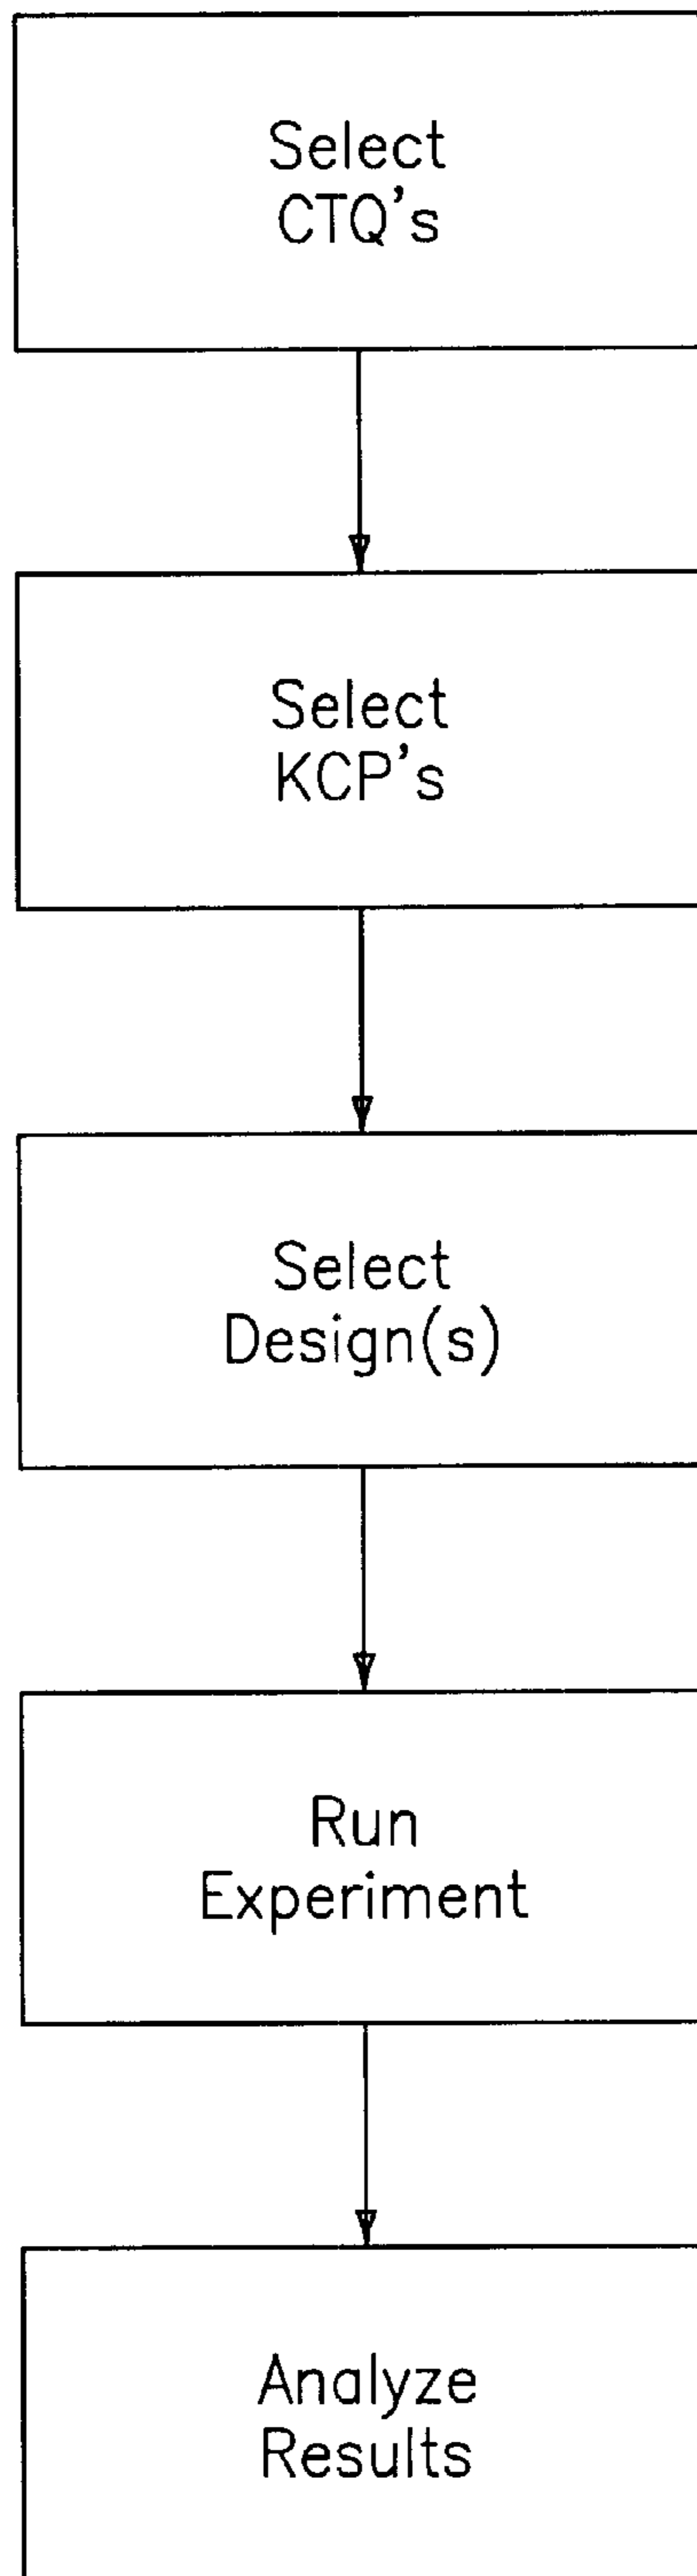 Select
CTQ's
Select
KCP's
Select
Design(s)
Run
Experiment
Analyze
Results